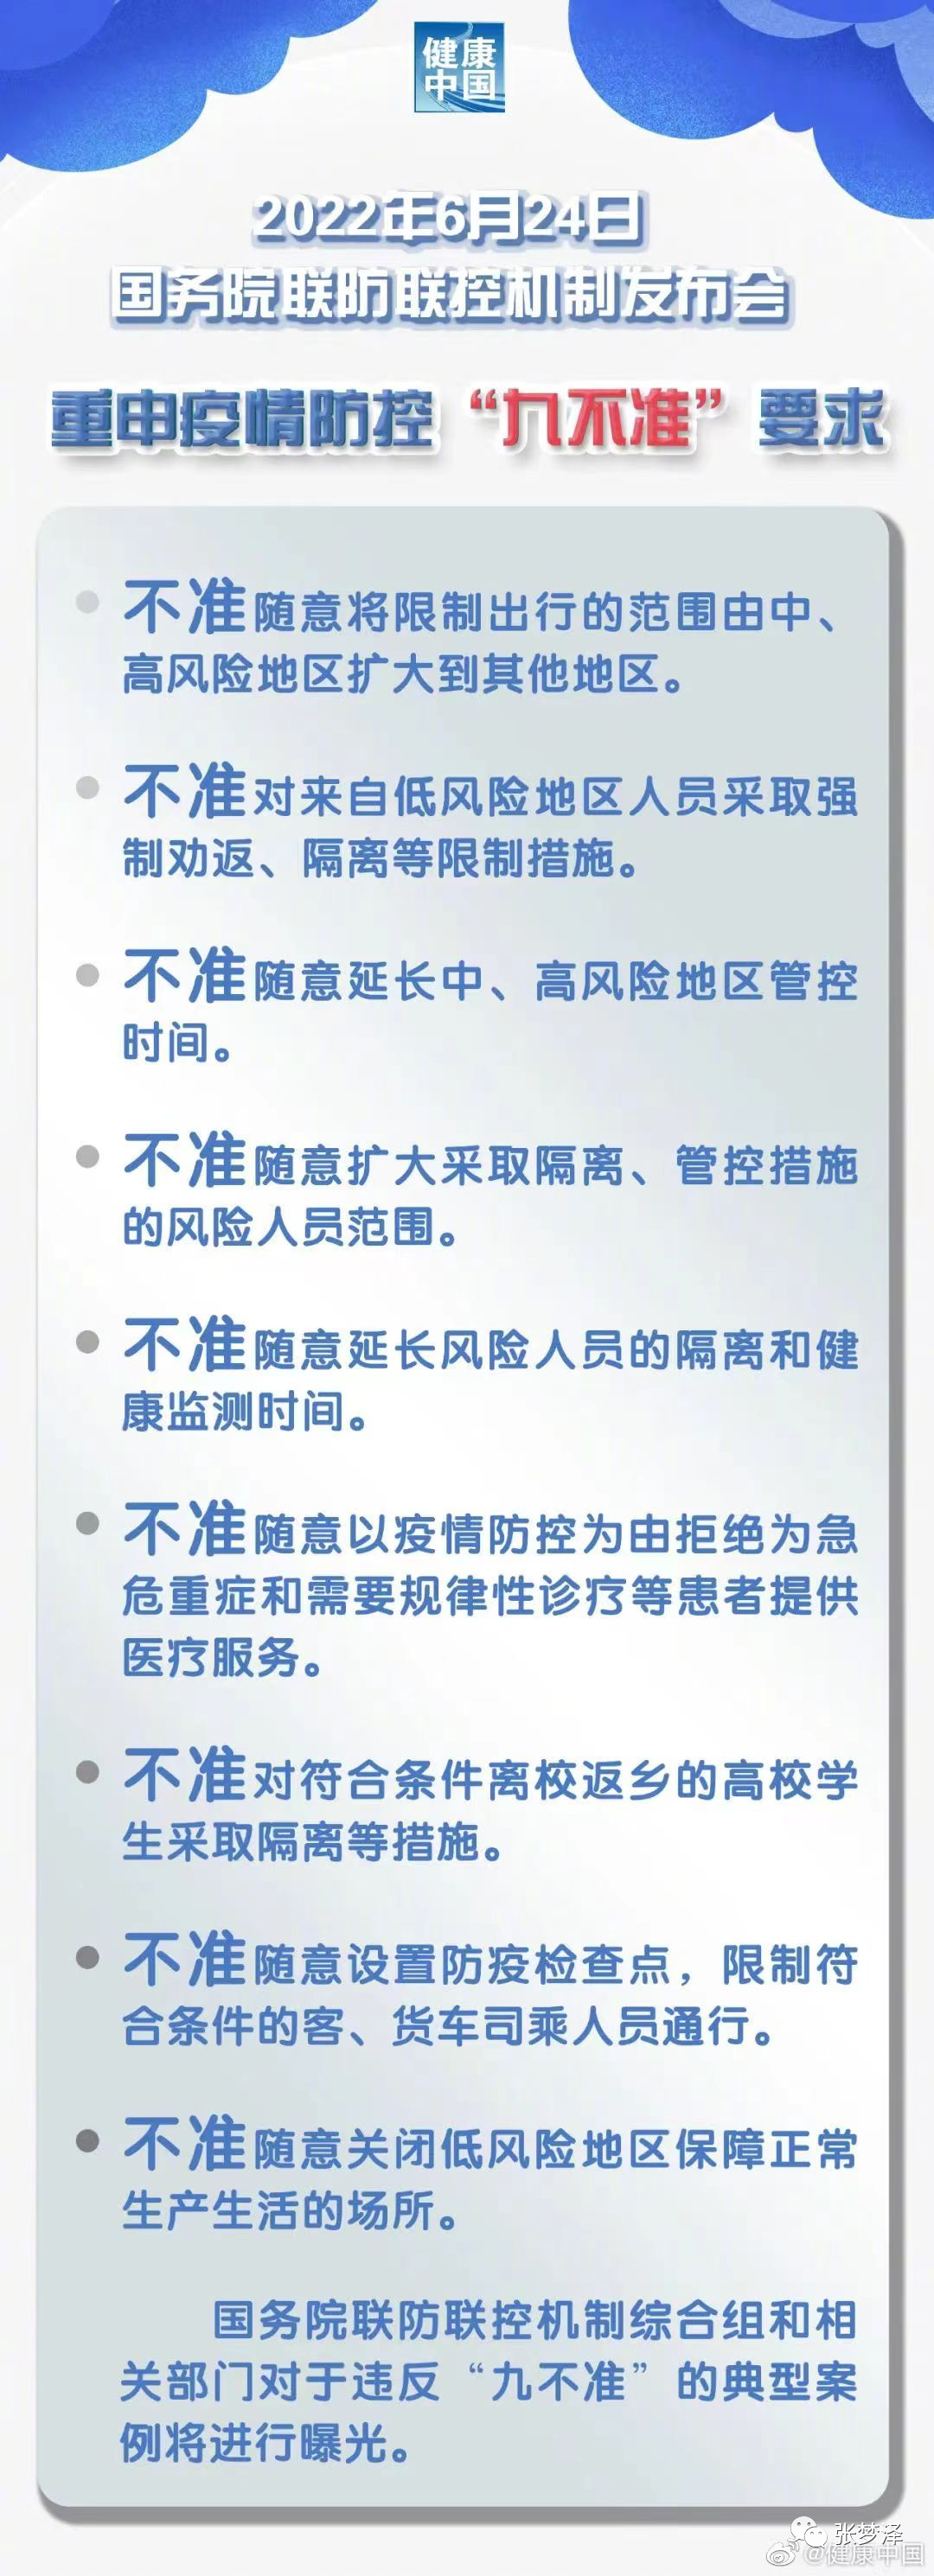 健康
中国
2022年6月24日
国务院联防联控机制发布会
重申疫情防控“九不准”要求
不准随意将限制出行的范围由中、
高风险地区扩大到其他地区。
不准对来自低风险地区人员采取强
制劝返、隔离等限制措施。
不准随意延长中、高风险地区管控
时间。
不准随意扩大采取隔离、管控措施
的风险人员范围。
不准随意延长风险人员的隔离和健
康监测时间。
不准随意以疫情防控为由拒绝为急
危重症和需要规律性诊疗等患者提供
医疗服务。
不准对符合条件离校返乡的高校学
生采取隔离等措施。
不准随意设置防疫检查点，限制符
合条件的客、货车司乘人员通行。
不准随意关闭低风险地区保障正常
生产生活的场所。
国务院联防联控机制综合组和相
关部门对于违反“九不准”的典型案
例将进行曝光。
张梦泽
@健康中国